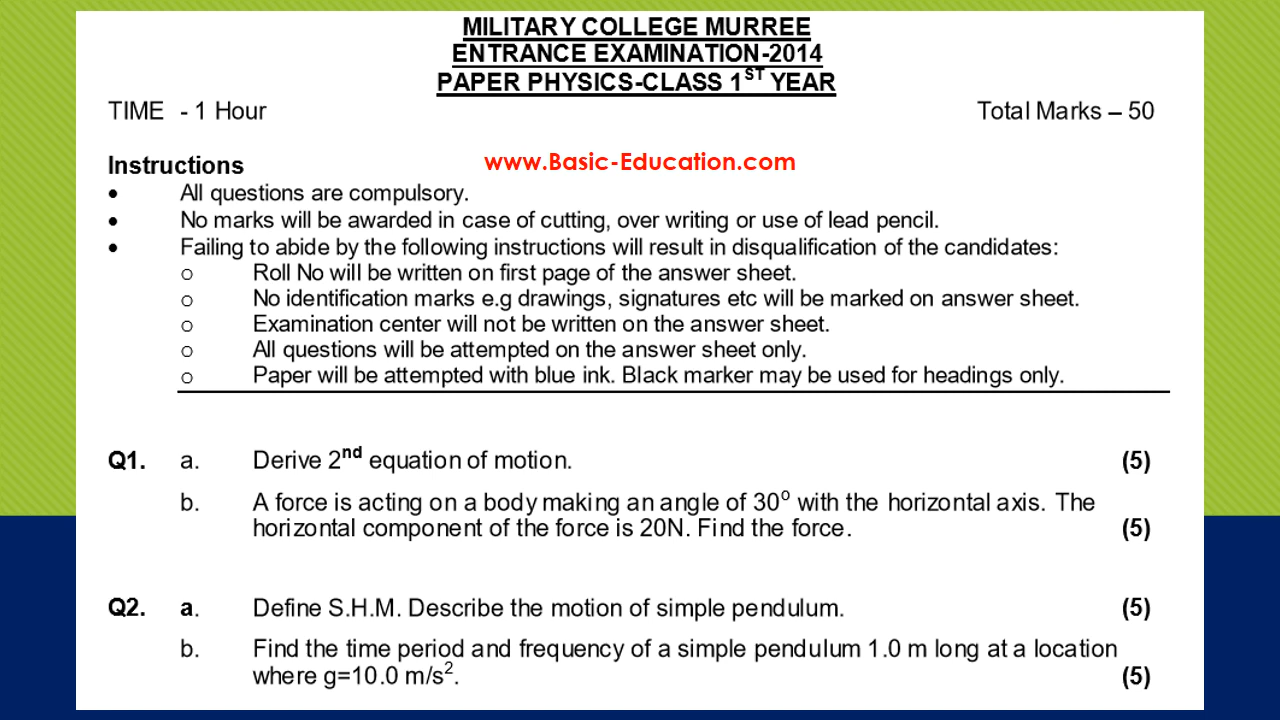 MILITARY COLLEGE MURREE
ENTRANCE EXAMINATION-2014
PAPER PHYSICS-CLASS 1ST YEAR
TIME - 1 Hour Total Marks – 50
Instructions www.Basic-Education.com
• All questions are compulsory.
• No marks will be awarded in case of cutting, over writing or use of lead pencil.
• Failing to abide by the following instructions will result in disqualification of the candidates:
o Roll No will be written on first page of the answer sheet.
o No identification marks e.g drawings, signatures etc will be marked on answer sheet.
o Examination center will not be written on the answer sheet.
o All questions will be attempted on the answer sheet only.
o Paper will be attempted with blue ink. Black marker may be used for headings only.
Q1. a. Derive 2nd equation of motion. (5)
b. A force is acting on a body making an angle of 30º with the horizontal axis. The
horizontal component of the force is 20N. Find the force. (5)
Q2. a. Define S.H.M. Describe the motion of simple pendulum. (5)
b. Find the time period and frequency of a simple pendulum 1.0 m long at a location
where g=10.0 m/s². (5)